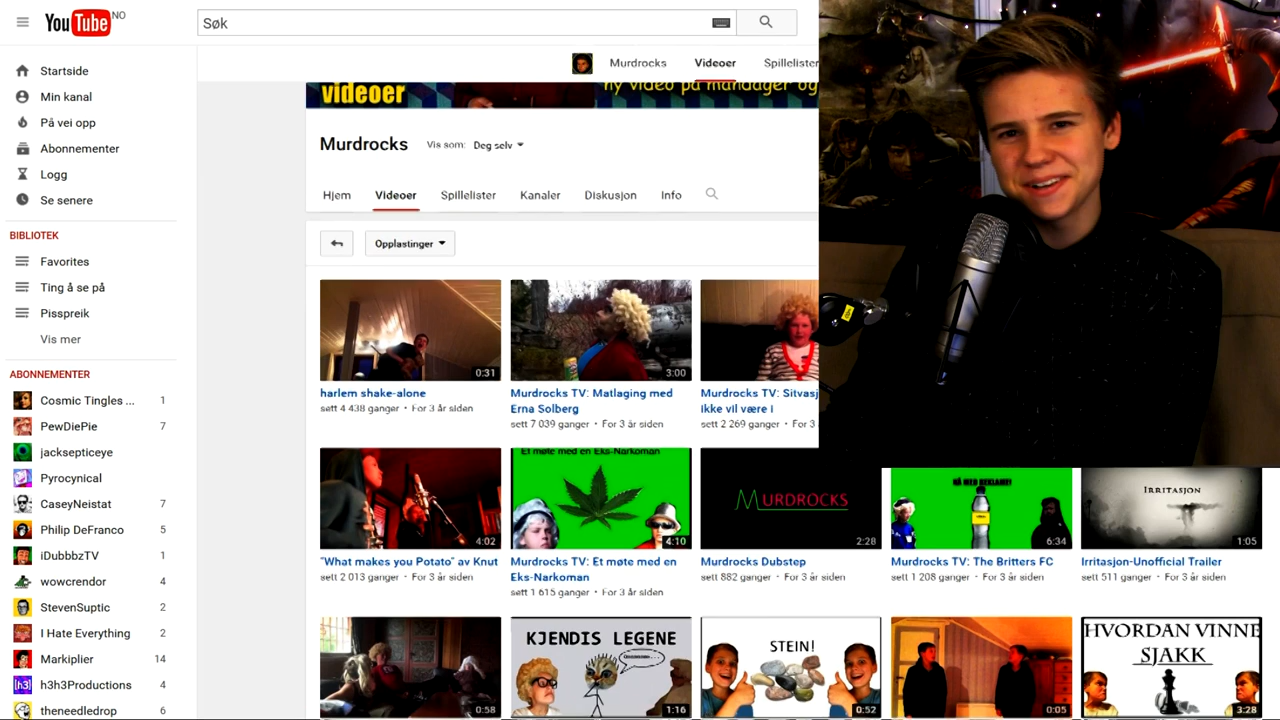 YouTube NO
Søk
Murdrocks Videoer Spillelister
videoer ny video på mandager og
Murdrocks Vis som: Deg selv
Hjem Videoer Spillelister Kanaler Diskusjon Info
Opplastinger
Startside
Min kanal
På vei opp
Abonnementer
Logg
Se senere
BIBLIOTEK
Favorites
Ting å se på
Pisspreik
Vis mer
ABONNEMENTER
Cosmic Tingles ... 1
PewDiePie 7
jacksepticeye
Pyrocynical
CaseyNeistat 7
Philip DeFranco 5
iDubbbzTV 1
wowcrendor 4
StevenSuptic 2
I Hate Everything 2
Markiplier 14
h3h3Productions 4
theneedledrop 6
0:31
harlem shake-alone
sett 4 438 ganger • For 3 år siden
3:00
Murdrocks TV: Matlaging med
Erna Solberg
sett 7 039 ganger • For 3 år siden
Murdrocks TV: Sitvasj
ikke vil være i
sett 2 269 ganger • For 3
4:02
"What makes you Potato" av Knut
sett 2 013 ganger • For 3 år siden
Et møte med en Eks-Narkoman
4:10
Murdrocks TV: Et møte med en
Eks-Narkoman
sett 1 615 ganger • For 3 år siden
MURDROCKS
2:28
Murdrocks Dubstep
sett 882 ganger • For 3 år siden
NÅ MED REKLAME!
6:34
Murdrocks TV: The Britters FC
sett 1 208 ganger • For 3 år siden
IRRITASJON
1:05
Irritasjon-Unofficial Trailer
sett 511 ganger • For 3 år siden
0:58
KJENDIS LEGENE
1:16
STEIN!
0:52
0:05
HVORDAN VINNE
SJAKK
3:28
[h3]